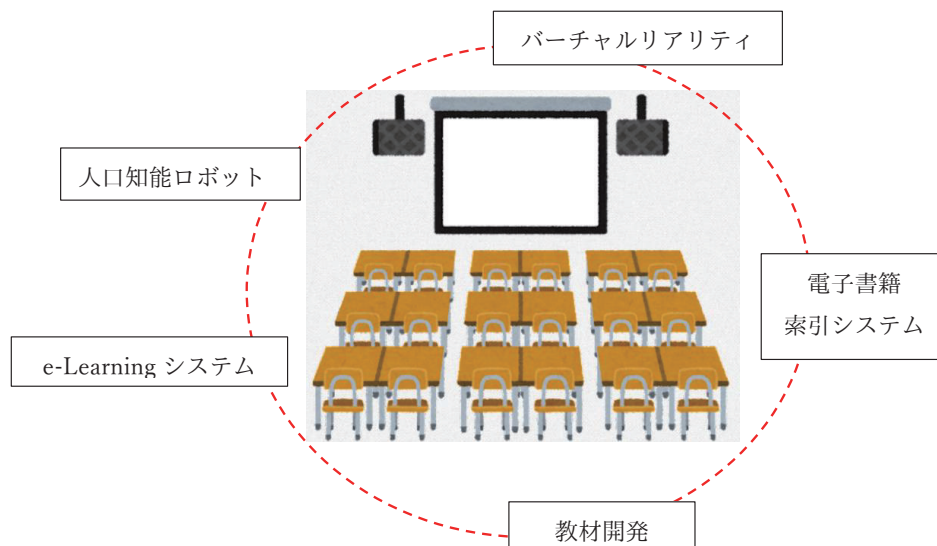 バーチャルリアリティ
人口知能ロボット
電子書籍
索引システム
e-Learning システム
教材開発